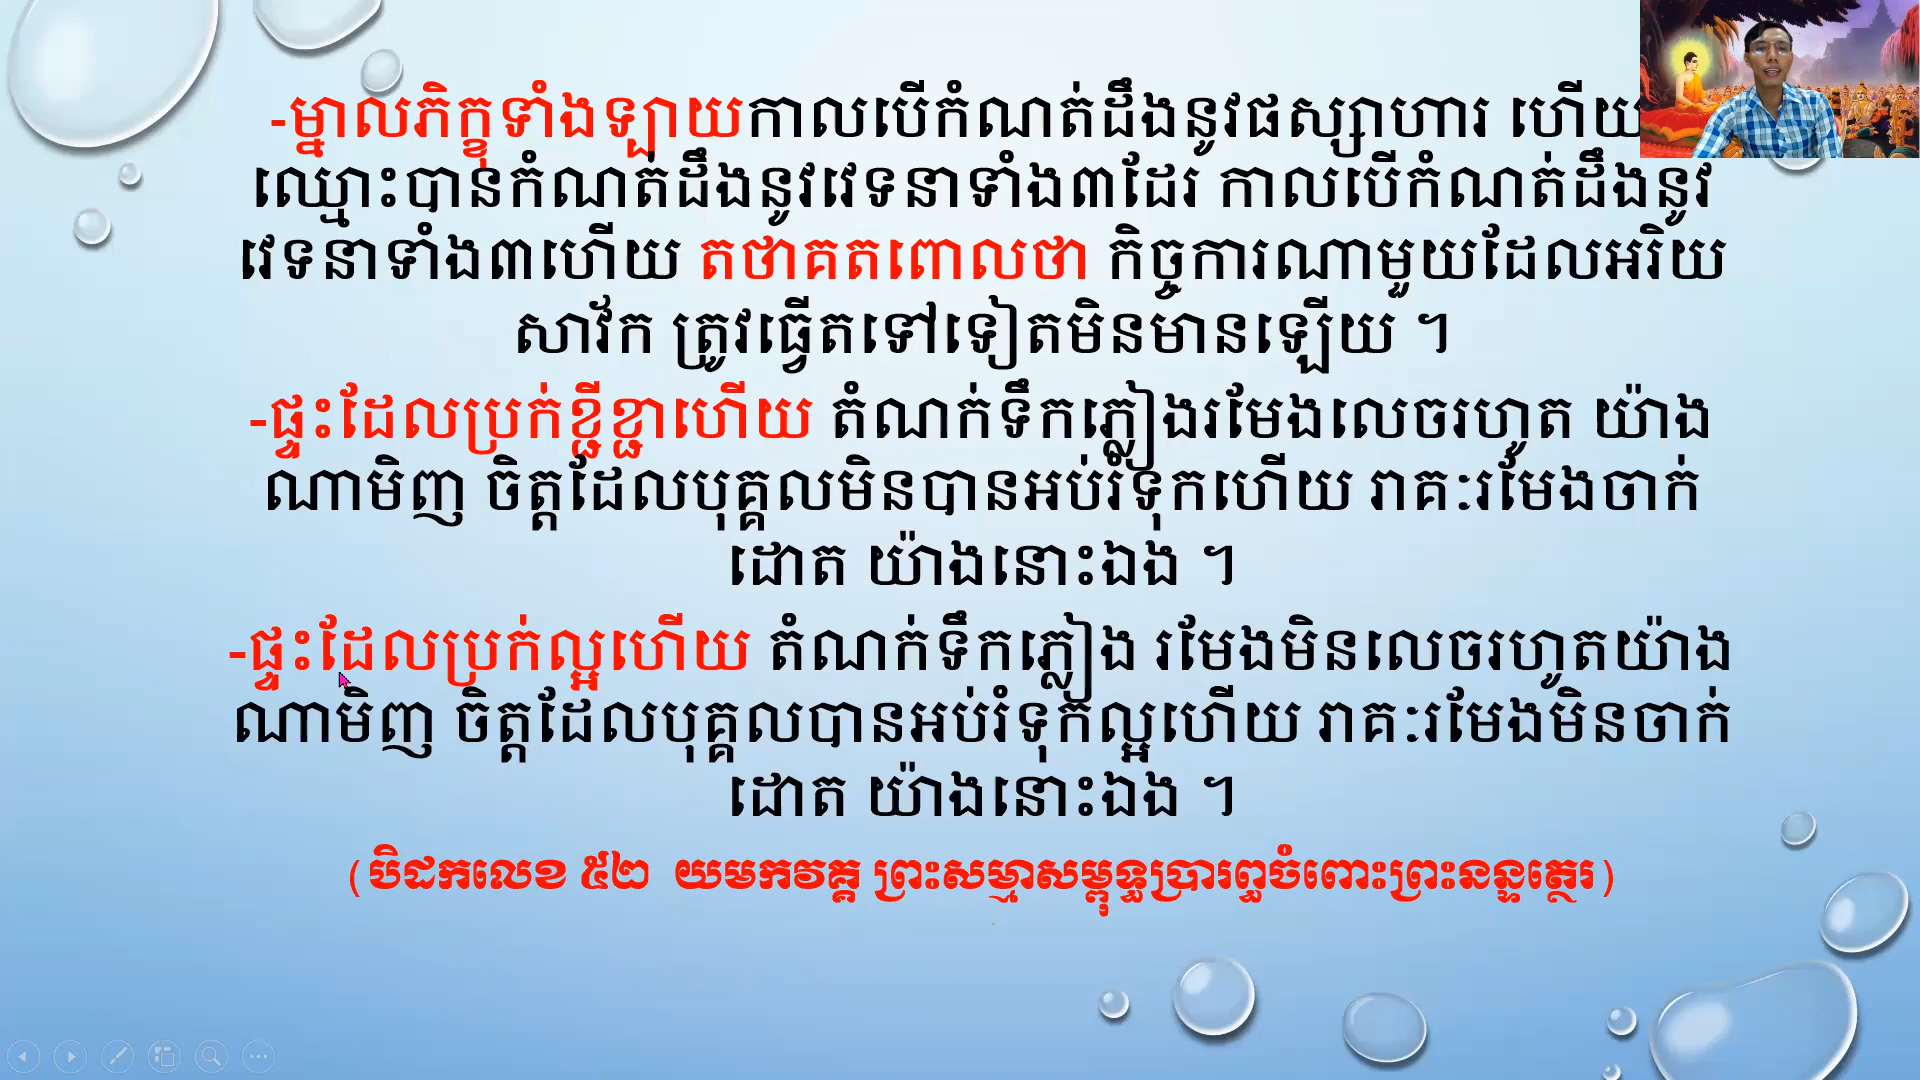 -ម្នាលភិក្ខុទាំងឡាយកាលបើកំណត់ដឹងនូវផស្សាហារ ហើយ
ឈ្មោះបានកំណត់ដឹងនូវវេទនាទាំង៣ដែរ កាលបើកំណត់ដឹងនូវ
វេទនាទាំង៣ហើយ តថាគតពោលថា កិច្ចការណាមួយដែលអរិយ
សាវ័ក ត្រូវធ្វើតទៅទៀតមិនមានឡើយ ។
-ផ្ទះដែលប្រក់ខ្ជីខ្ជាហើយ តំណក់ទឹកភ្លៀងរមែងលេចរហូត យ៉ាង
ណាមិញ ចិត្តដែលបុគ្គលមិនបានអប់រំទុកហើយ រាគៈរមែងចាក់
ដោត យ៉ាងនោះឯង ។
-ផ្ទះដែលប្រក់ល្អហើយ តំណក់ទឹកភ្លៀង រមែងមិនលេចរហូតយ៉ាង
ណាមិញ ចិត្តដែលបុគ្គលបានអប់រំទុកល្អហើយ រាគៈរមែងមិនចាក់
ដោត យ៉ាងនោះឯង ។
(បិដកលេខ ៥២ យមកវគ្គ ព្រះសម្មាសម្ពុទ្ធប្រារព្ធចំពោះព្រះនន្ទត្ថេរ)